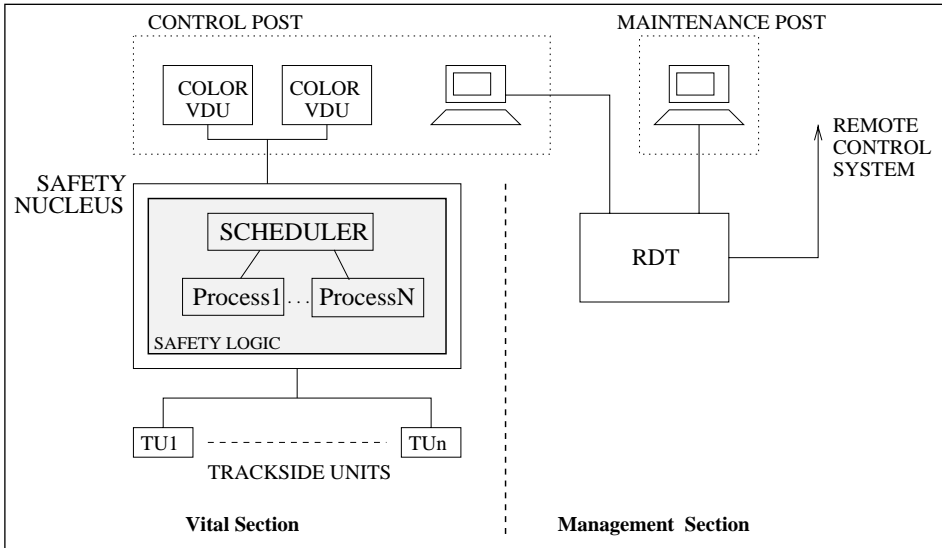 CONTROL POST
MAINTENANCE POST
COLOR
VDU
COLOR
VDU
REMOTE
CONTROL
SYSTEM
SAFETY
NUCLEUS
SCHEDULER
Process1
...
ProcessN
SAFETY LOGIC
RDT
TU1
TUn
TRACKSIDE UNITS
Vital Section
Management Section